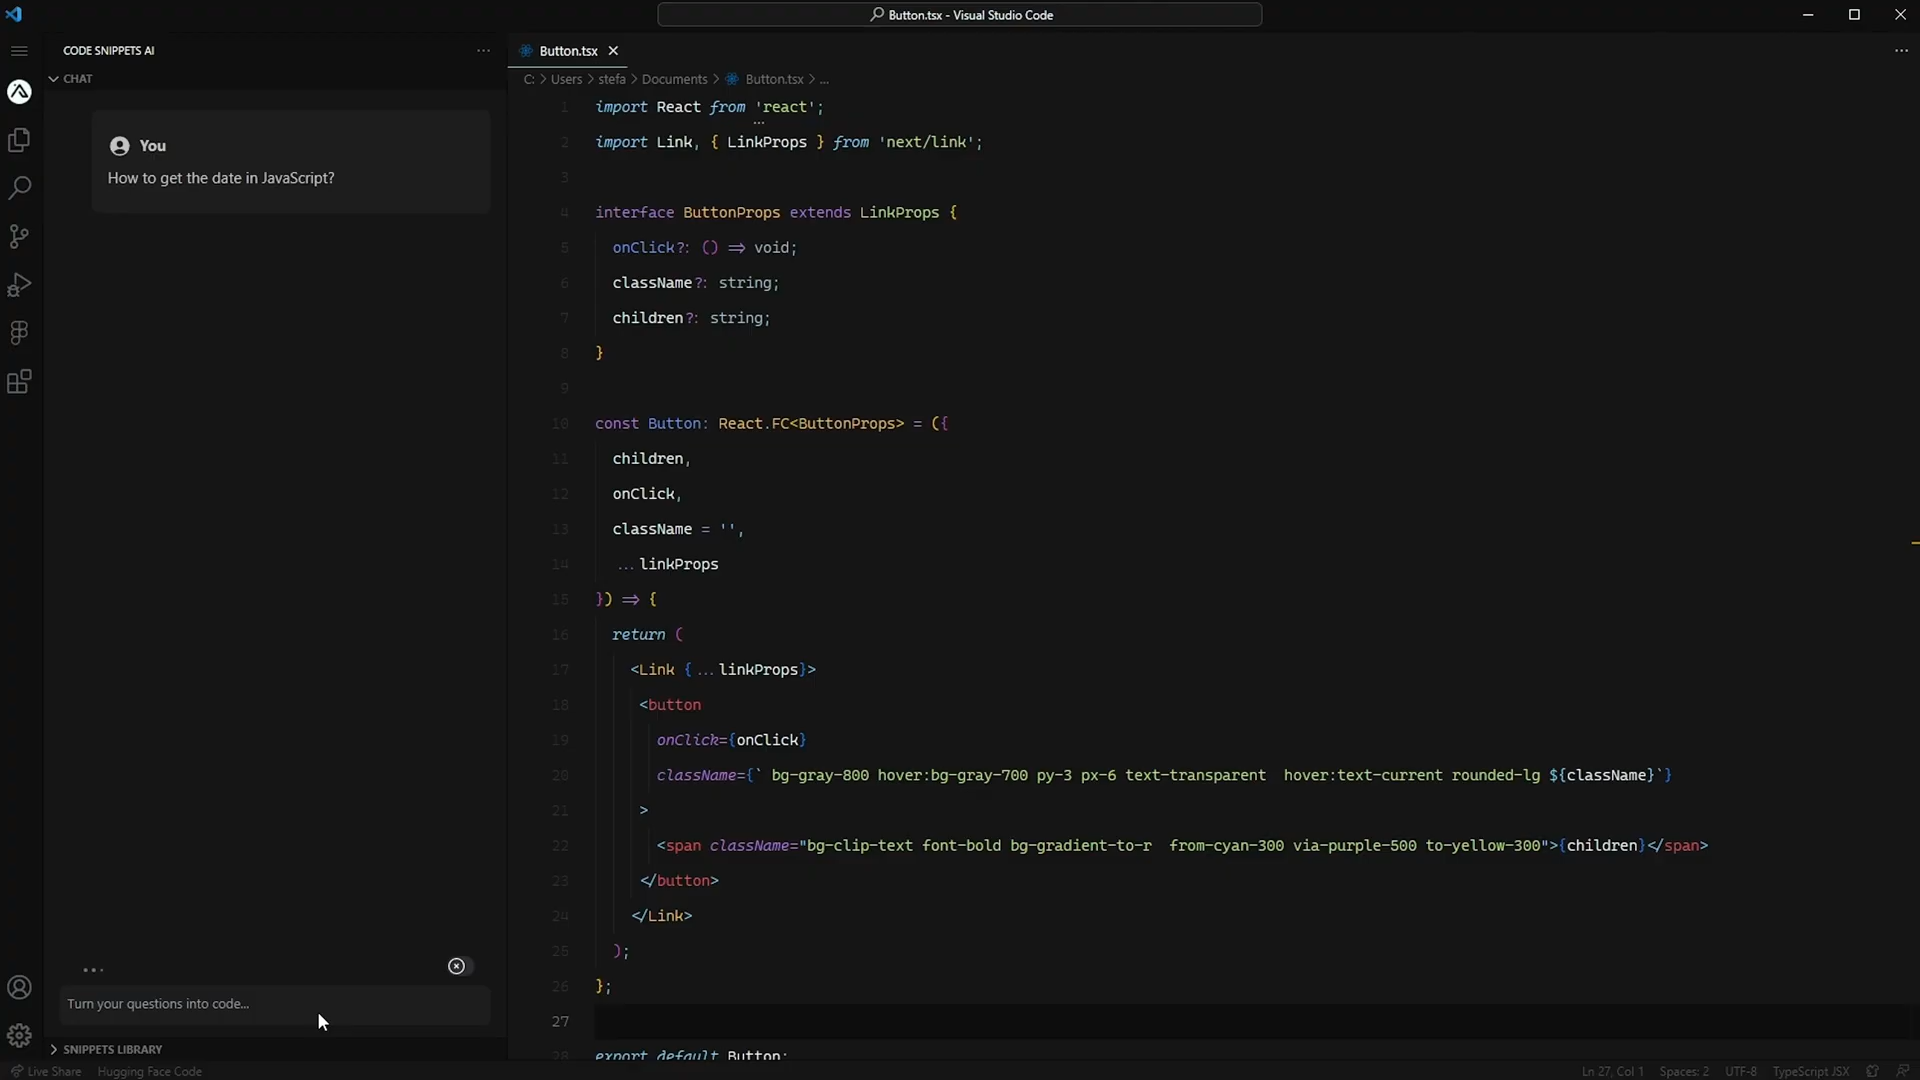 Button.tsx - Visual Studio Code
CODE SNIPPETS AI
CHAT
You
How to get the date in JavaScript?
Turn your questions into code...
SNIPPETS LIBRARY
Button.tsx
C: > Users > stefa > Documents > Button.tsx > ...
1 import React from 'react';
2 import Link, { LinkProps } from 'next/link';
3
4 interface ButtonProps extends LinkProps {
5 onClick?: () => void;
6 className?: string;
7 children?: string;
8 }
9
10 const Button: React.FC<ButtonProps> = ({
11 children,
12 onClick,
13 className = '',
14 ...linkProps
15 }) => {
16 return (
17 <Link {...linkProps}>
18 <button
19 onClick={onClick}
20 className={` bg-gray-800 hover:bg-gray-700 py-3 px-6 text-transparent  hover:text-current rounded-lg ${className}`}
21 >
22 <span className="bg-clip-text font-bold bg-gradient-to-r  from-cyan-300 via-purple-500 to-yellow-300">{children}</span>
23 </button>
24 </Link>
25 );
26 };
27
28 export default Button;
Live Share Hugging Face Code
Ln 27, Col 1 Spaces: 2 UTF-8 TypeScript JSX